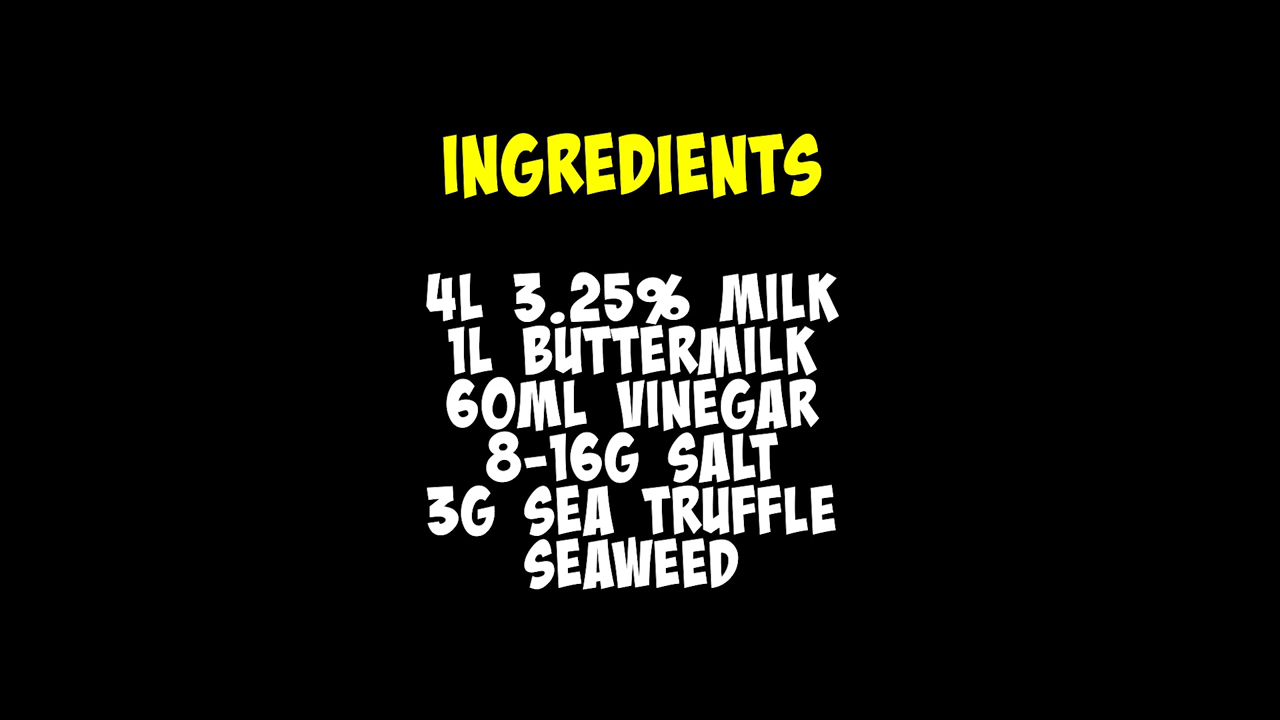 INGREDIENTS
4L 3.25% MILK
1L BUTTERMILK
60ML VINEGAR
8-16G SALT
3G SEA TRUFFLE
SEAWEED